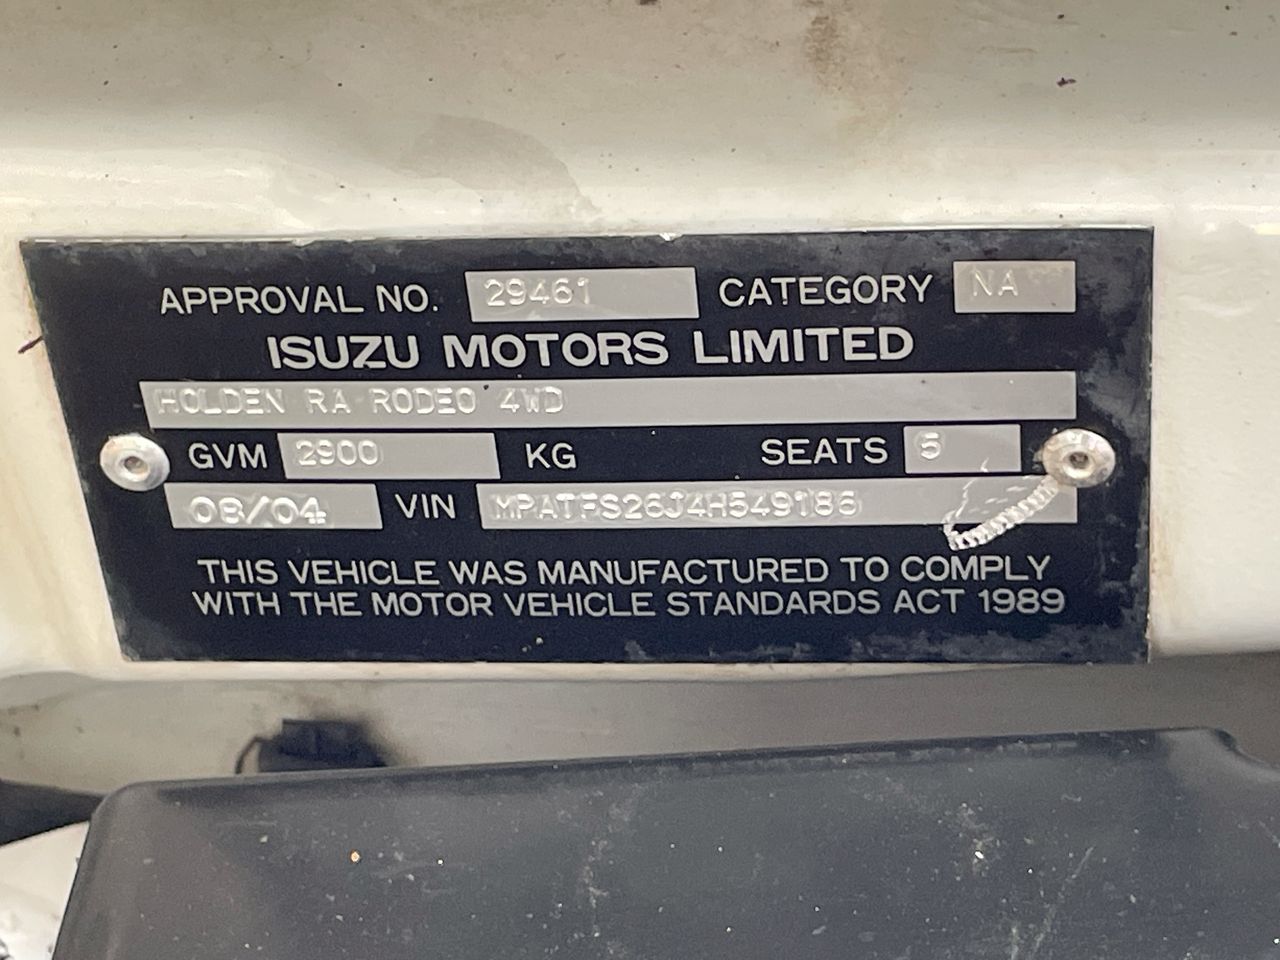 APPROVAL NO. 29461 CATEGORY NA
ISUZU MOTORS LIMITED
HOLDEN RA RODEO 4WD
GVM 2900 KG SEATS 5
08/04 VIN MPATFS26J4H549186
THIS VEHICLE WAS MANUFACTURED TO COMPLY
WITH THE MOTOR VEHICLE STANDARDS ACT 1989